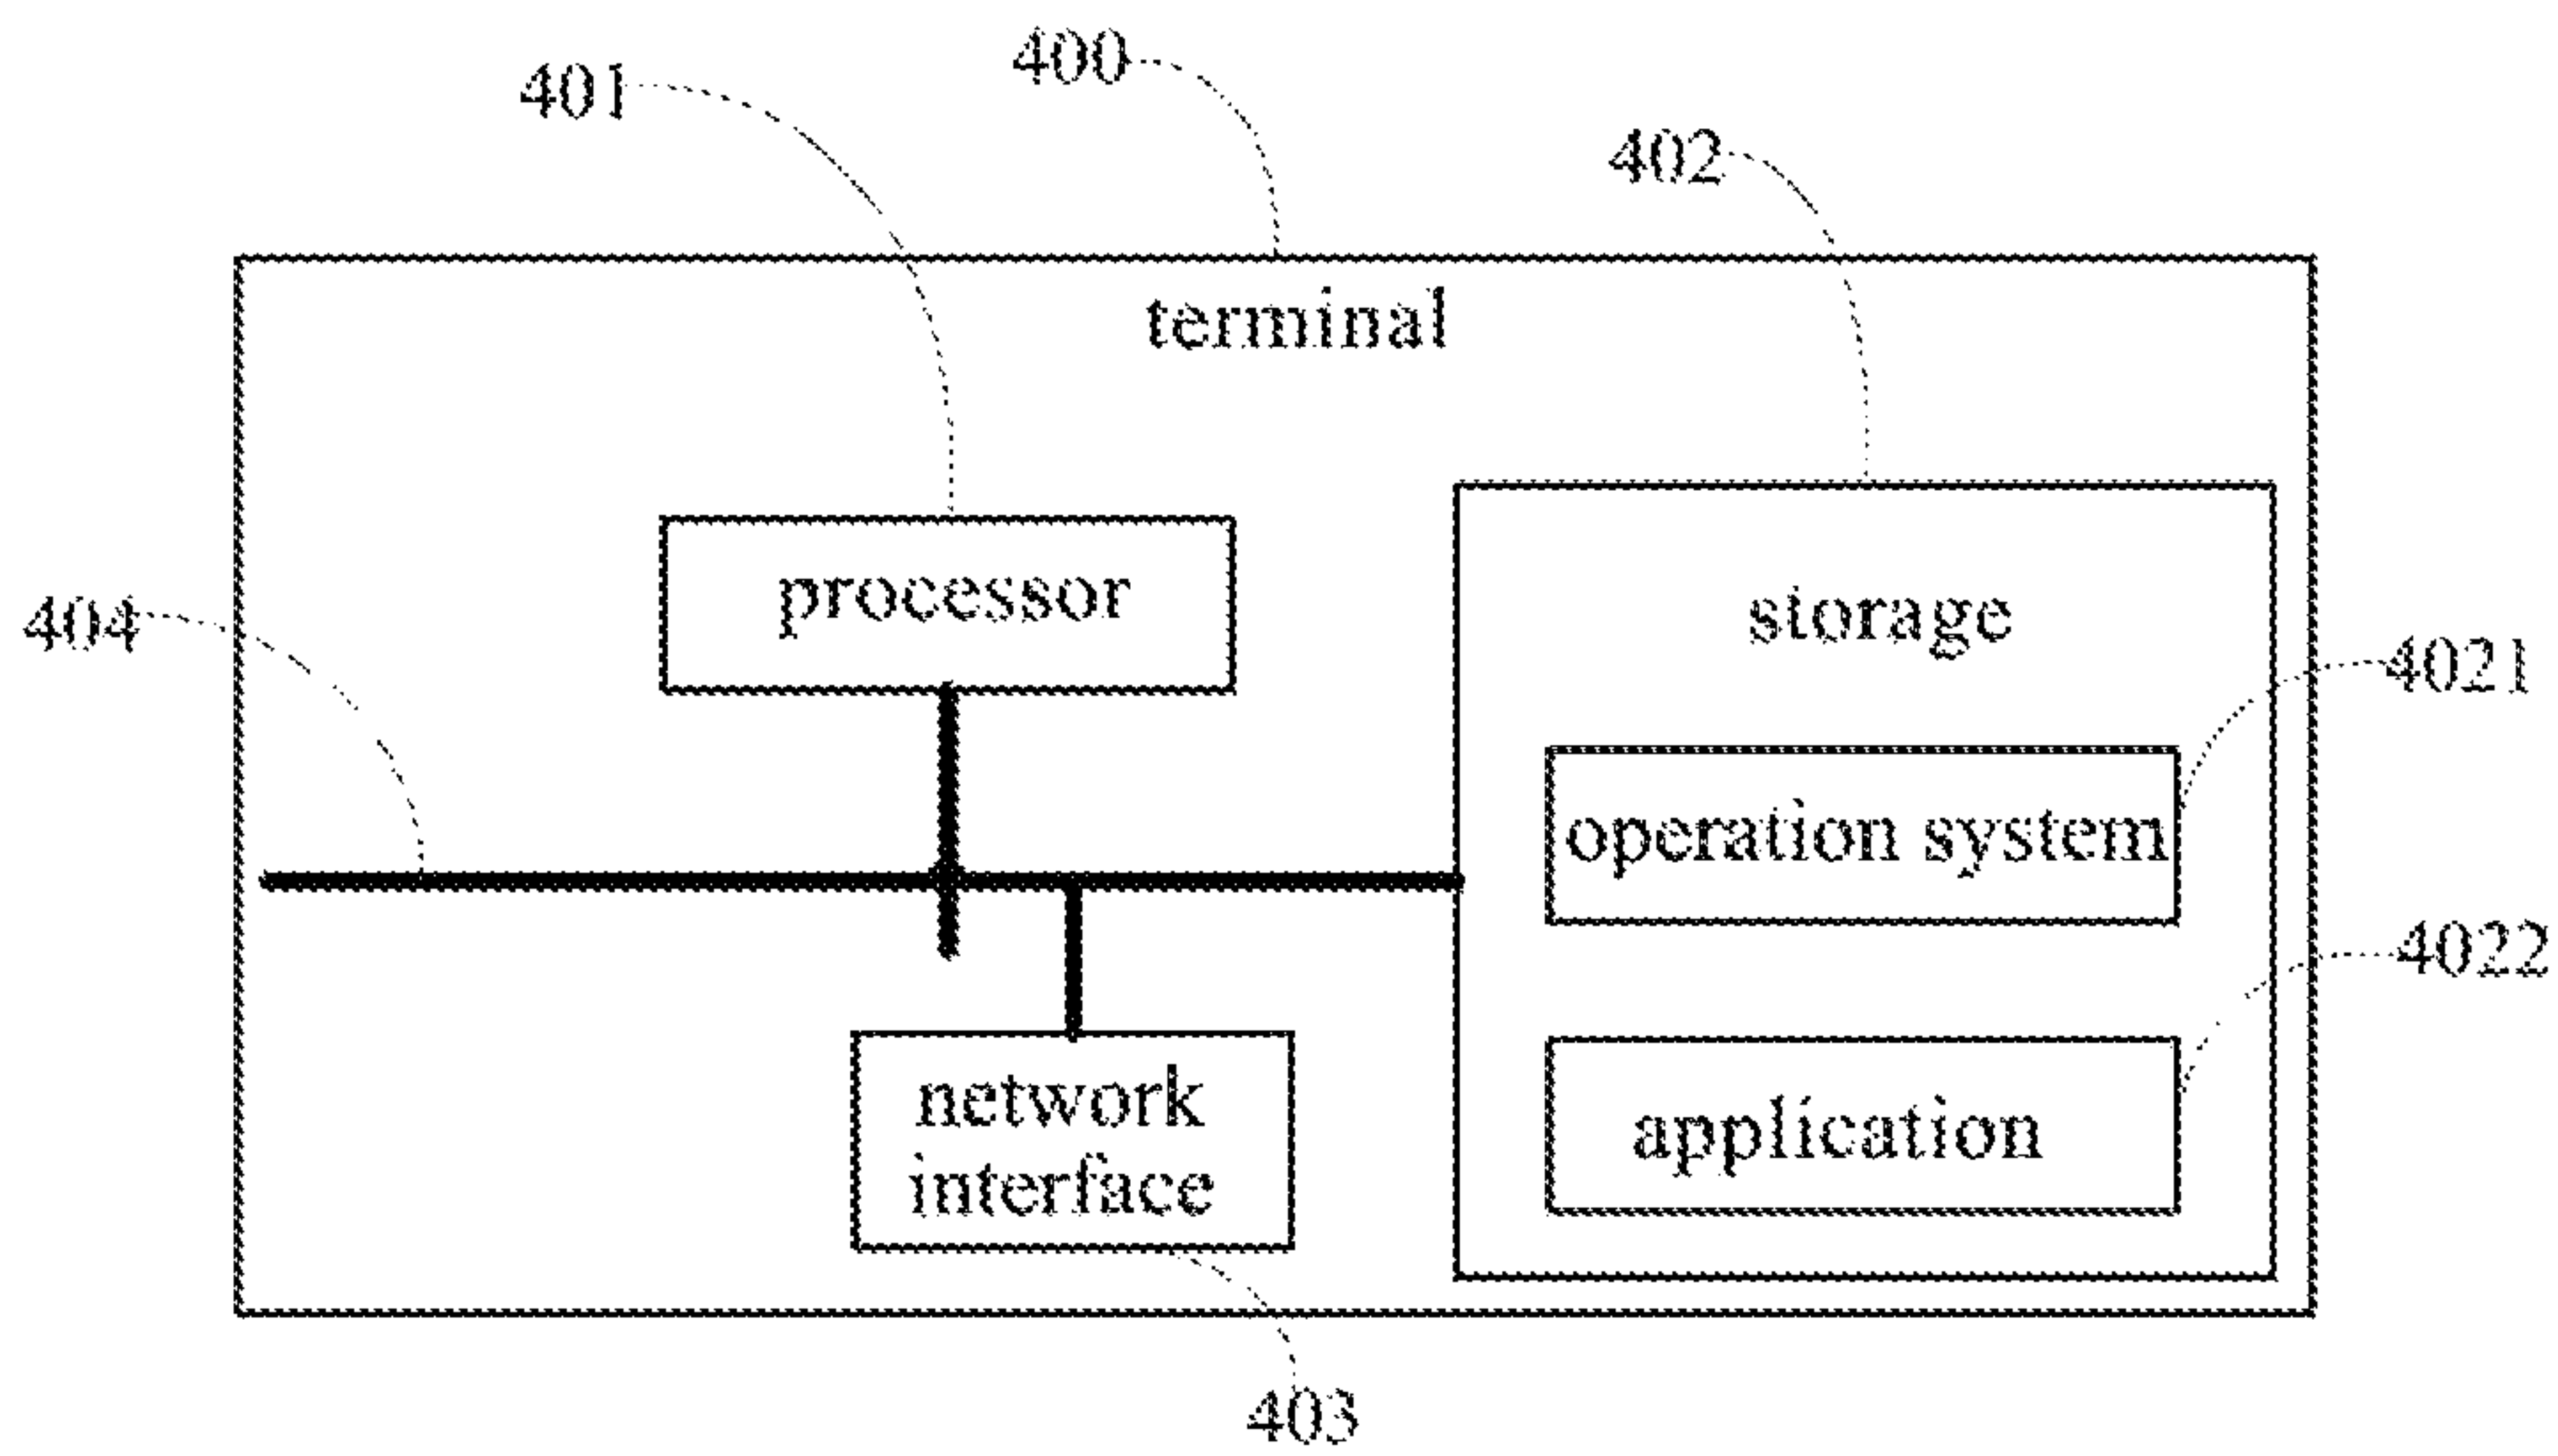 400
401
402
terminal
processor
404
storage
4021
operation system
4022
network
interface
application
403